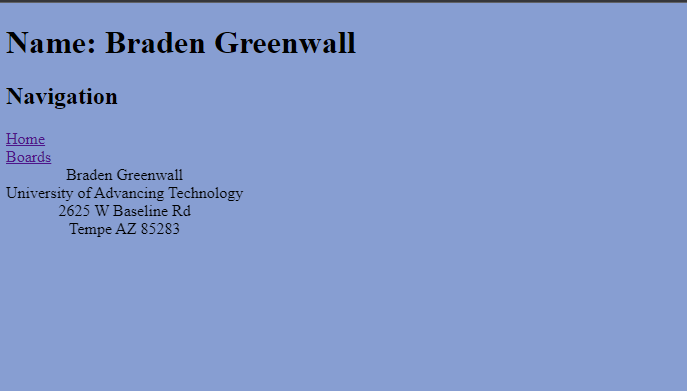 Name: Braden Greenwall
Navigation
Home
Boards
Braden Greenwall
University of Advancing Technology
2625 W Baseline Rd
Tempe AZ 85283